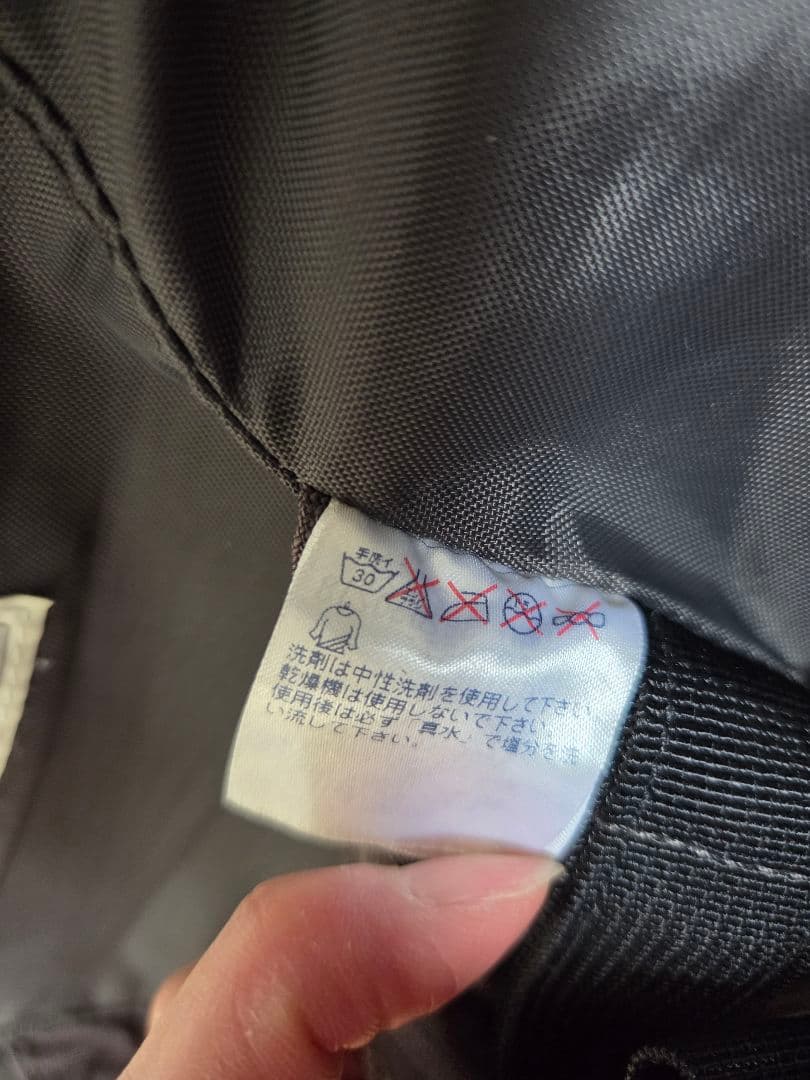 手洗イ
30
洗剤は中性洗剤を使用して下さい。
乾燥機は使用しないで下さい。
使用後は必ず「真水」で塩分を洗
い流して下さい。